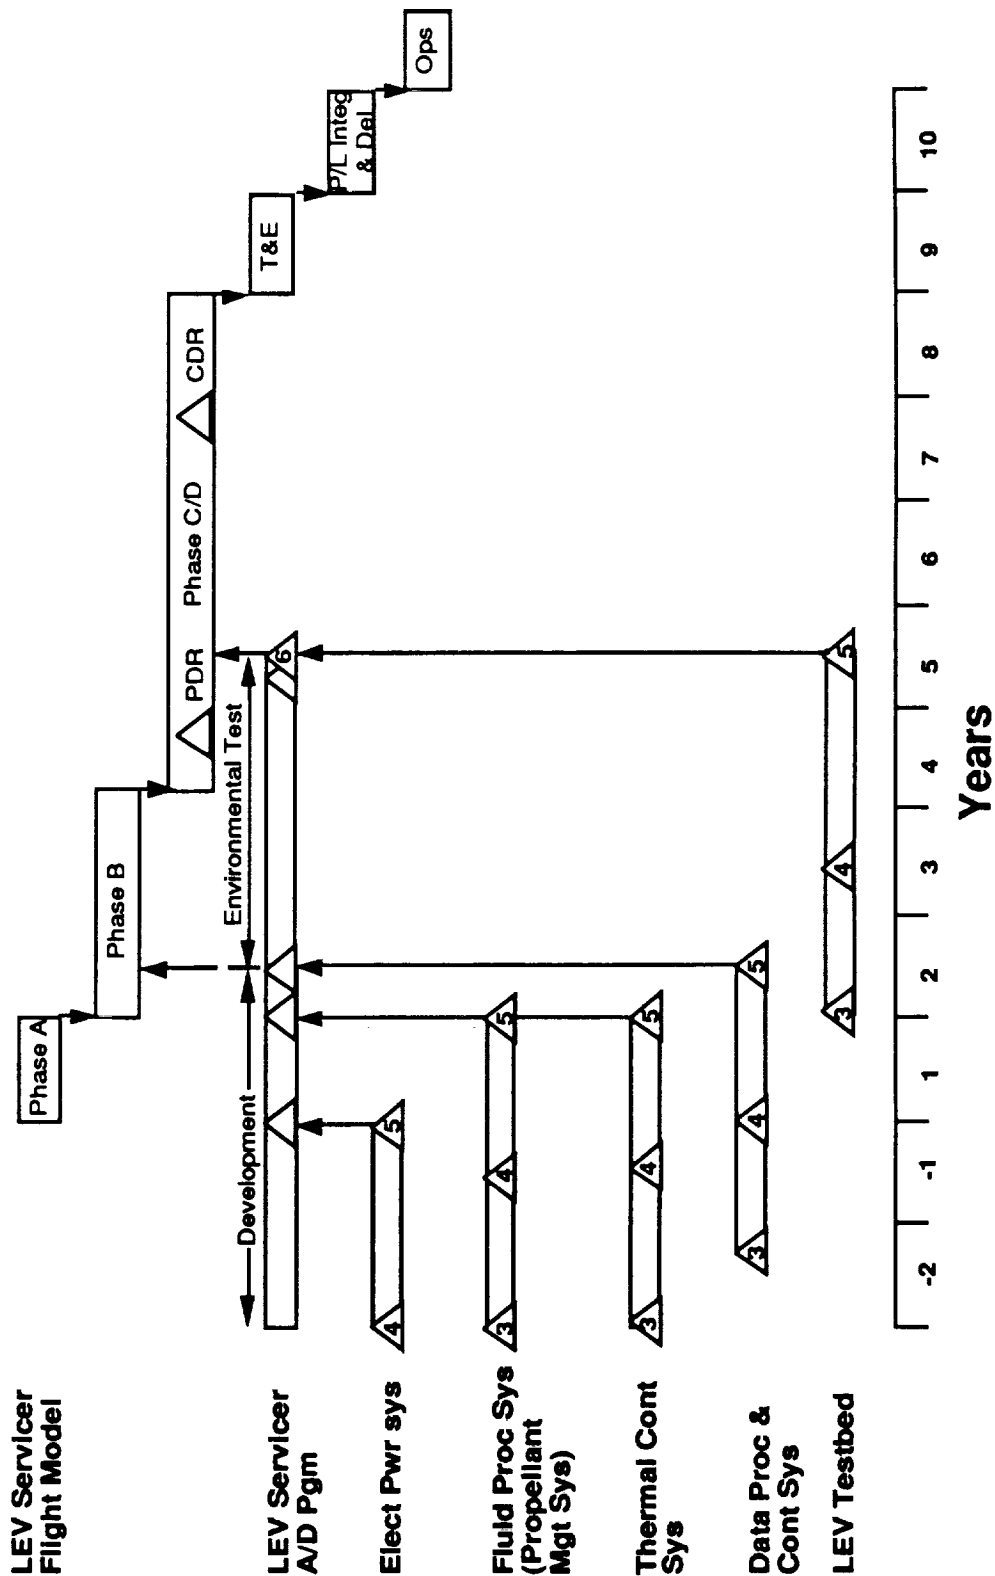 LEV Servicer
Flight Model
Phase A
Phase B
PDR
Phase C/D
CDR
T&E
P/L Integ
& Del
Ops
LEV Servicer
A/D Pgm
Development
Environmental Test
6
Elect Pwr sys
4
5
Fluid Proc Sys
(Propellant
Mgt Sys)
3
4
5
Thermal Cont
Sys
3
4
5
Data Proc &
Cont Sys
3
4
5
LEV Testbed
3
4
5
-2
-1
1
2
3
4
5
6
7
8
9
10
Years